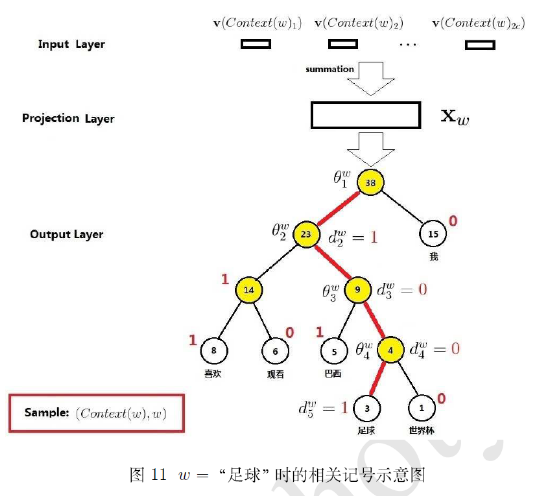 v(Context(w)₁) v(Context(w)₂) ... v(Context(w)₂c)
Input Layer
summation
Projection Layer
x_w
θ₁^w
38
Output Layer
θ₂^w 23 d₂^w = 1
15 0
我
1 14
θ₃^w 9 d₃^w = 0
1 8 喜欢
6 0 观看
1 5 巴西
θ₄^w 4 d₄^w = 0
Sample: (Context(w), w)
d₅^w = 1 3 足球
1 0 世界杯
图 11 w = “足球”时的相关记号示意图